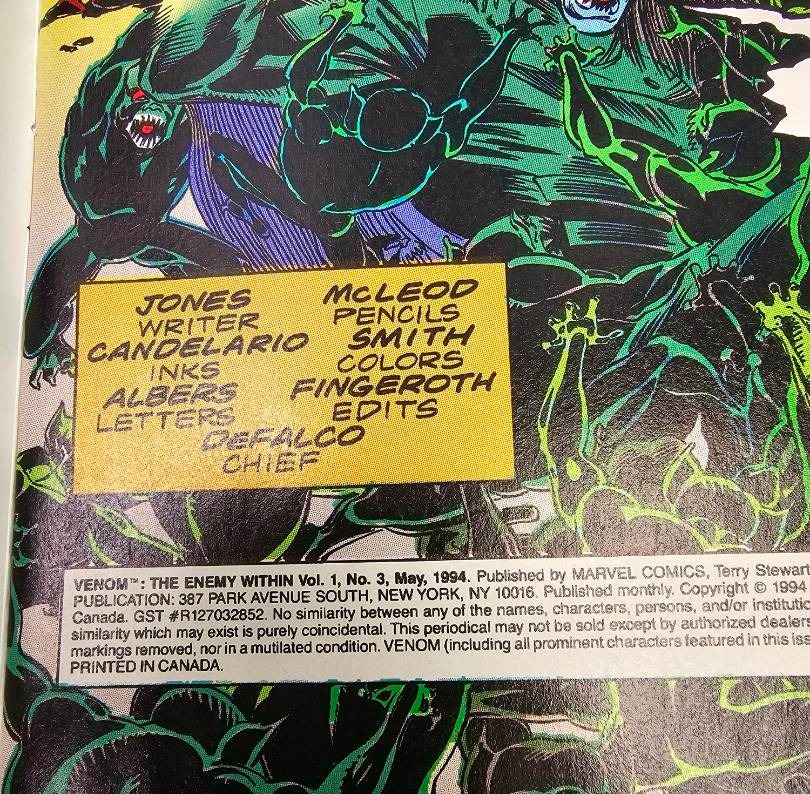 JONES
WRITER
CANDELARIO
INKS
ALBERS
LETTERS
McLEOD
PENCILS
SMITH
COLORS
FINGEROTH
EDITS
DeFALCO
CHIEF
VENOM™: THE ENEMY WITHIN Vol. 1, No. 3, May, 1994. Published by MARVEL COMICS, Terry Stewart
PUBLICATION: 387 PARK AVENUE SOUTH, NEW YORK, NY 10016. Published monthly. Copyright © 1994
Canada. GST #R127032852. No similarity between any of the names, characters, persons, and/or institutio
similarity which may exist is purely coincidental. This periodical may not be sold except by authorized dealers
markings removed, nor in a mutilated condition. VENOM (including all prominent characters featured in this iss
PRINTED IN CANADA.